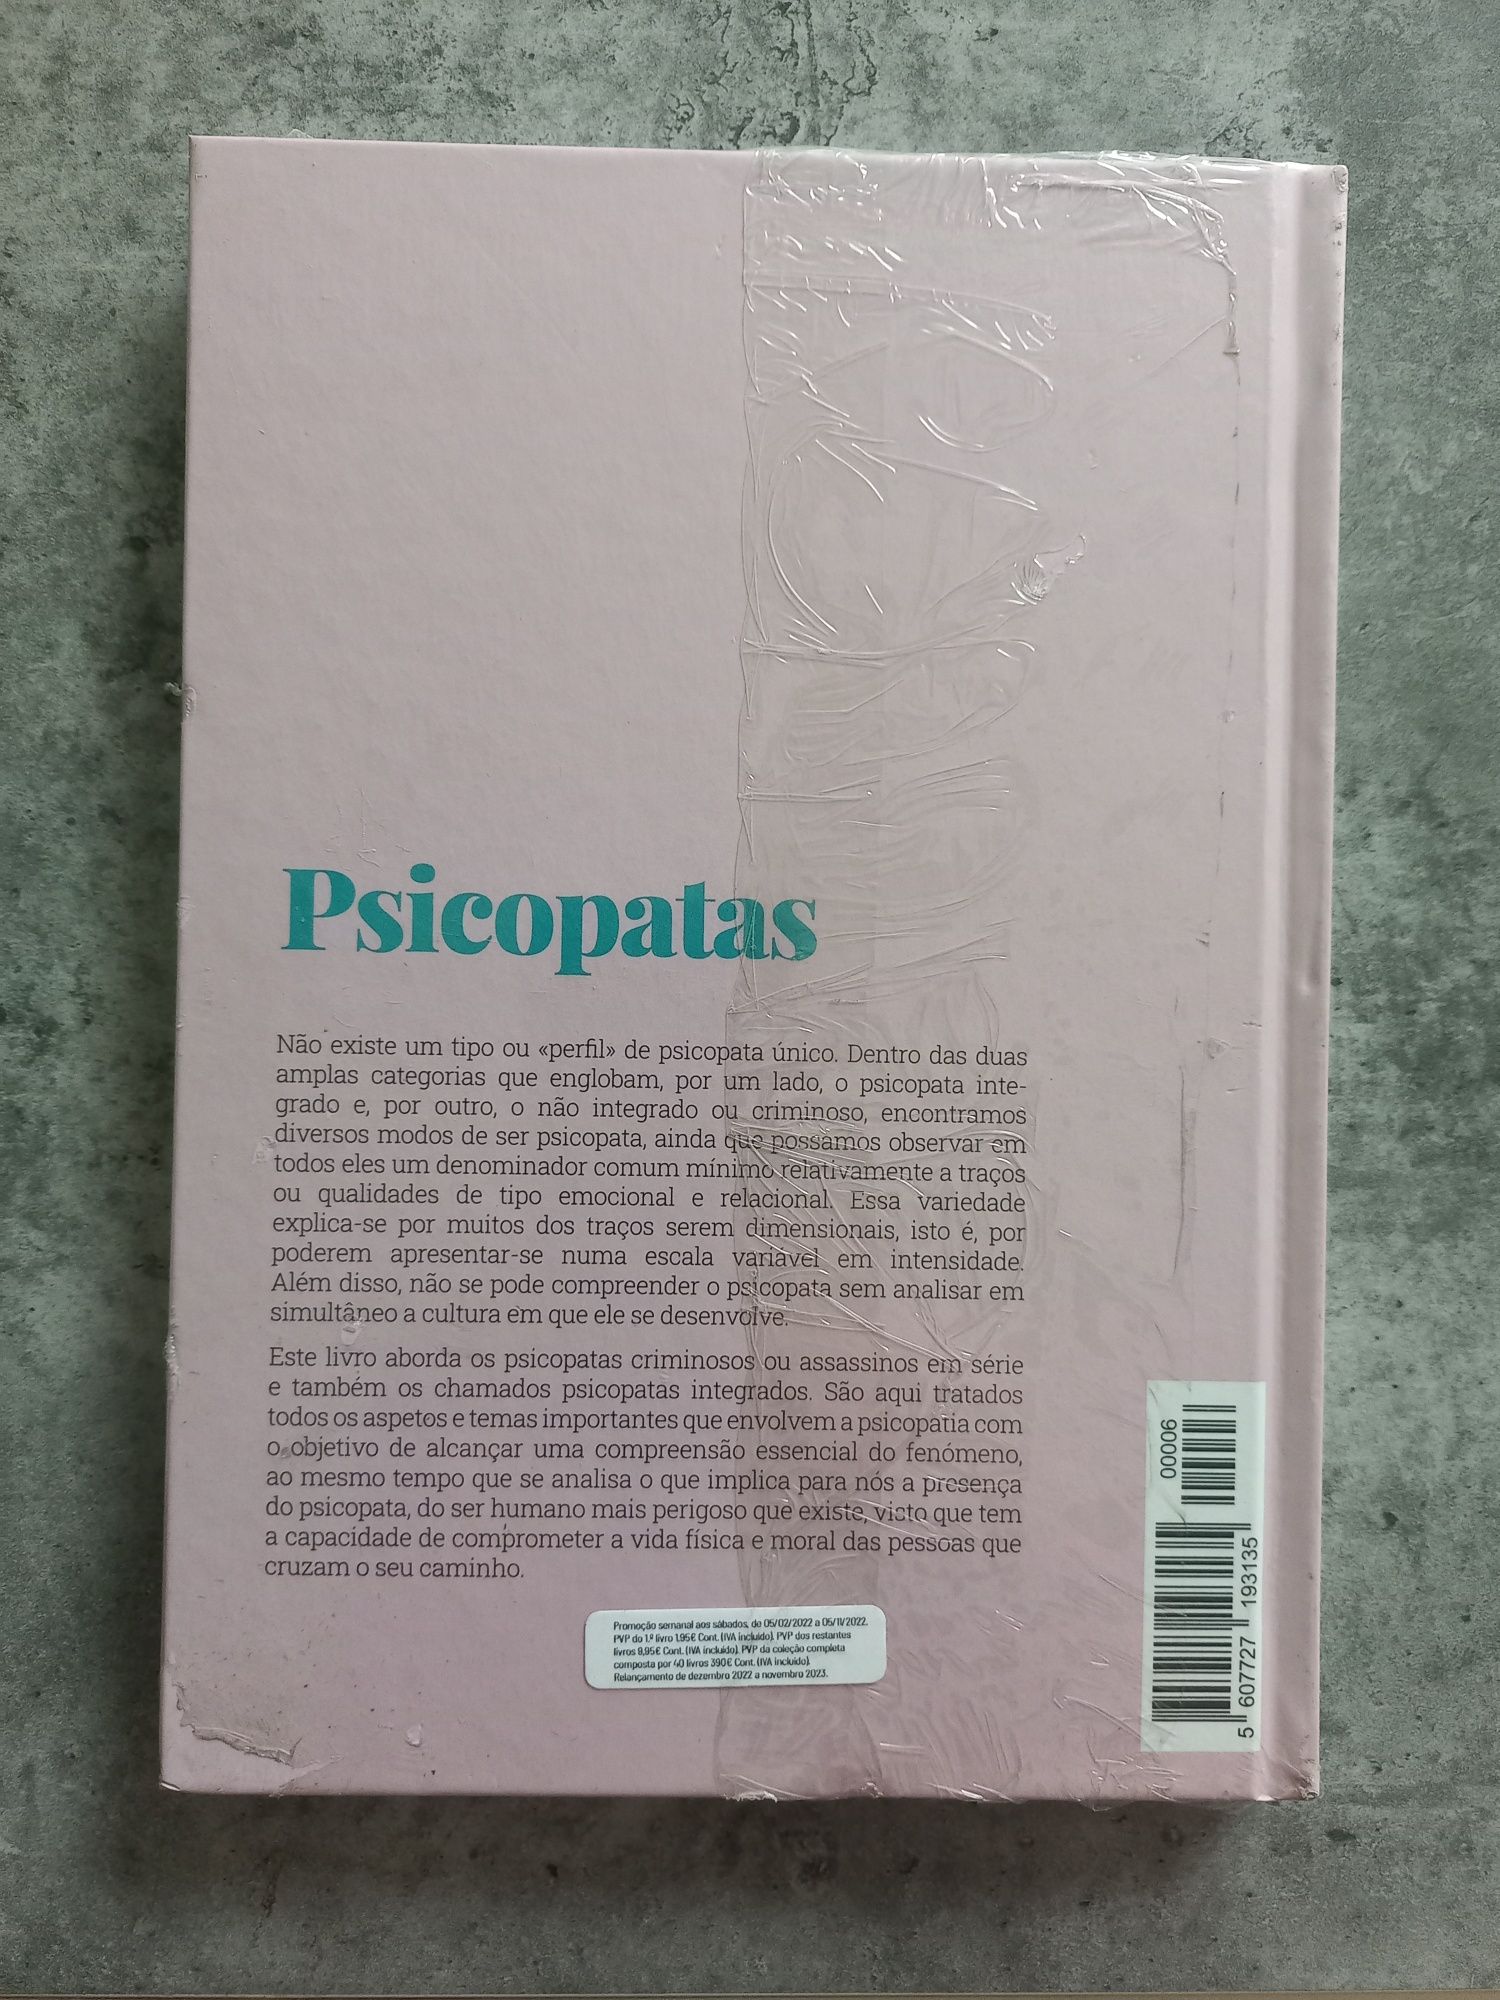 Psicopatas
Não existe um tipo ou «perfil» de psicopata único. Dentro das duas
amplas categorias que englobam, por um lado, o psicopata inte-
grado e, por outro, o não integrado ou criminoso, encontramos
diversos modos de ser psicopata, ainda que possamos observar em
todos eles um denominador comum mínimo relativamente a traços
ou qualidades de tipo emocional e relacional. Essa variedade
explica-se por muitos dos traços serem dimensionais, isto é, por
poderem apresentar-se numa escala variável em intensidade.
Além disso, não se pode compreender o psicopata sem analisar em
simultâneo a cultura em que ele se desenvolve.
Este livro aborda os psicopatas criminosos ou assassinos em série
e também os chamados psicopatas integrados. São aqui tratados
todos os aspetos e temas importantes que envolvem a psicopatia com
o objetivo de alcançar uma compreensão essencial do fenómeno,
ao mesmo tempo que se analisa o que implica para nós a presença
do psicopata, do ser humano mais perigoso que existe, visto que tem
a capacidade de comprometer a vida física e moral das pessoas que
cruzam o seu caminho.
Promoção semanal aos sábados, de 05/02/2022 a 05/11/2022.
PVP do 1.º livro 1,95€ Cont. (IVA incluído). PVP dos restantes
livros 9,95€ Cont. (IVA incluído). PVP da coleção completa
composta por 40 livros 390€ Cont. (IVA incluído).
Relançamento de dezembro 2022 a novembro 2023.
00006
5 607727 193135